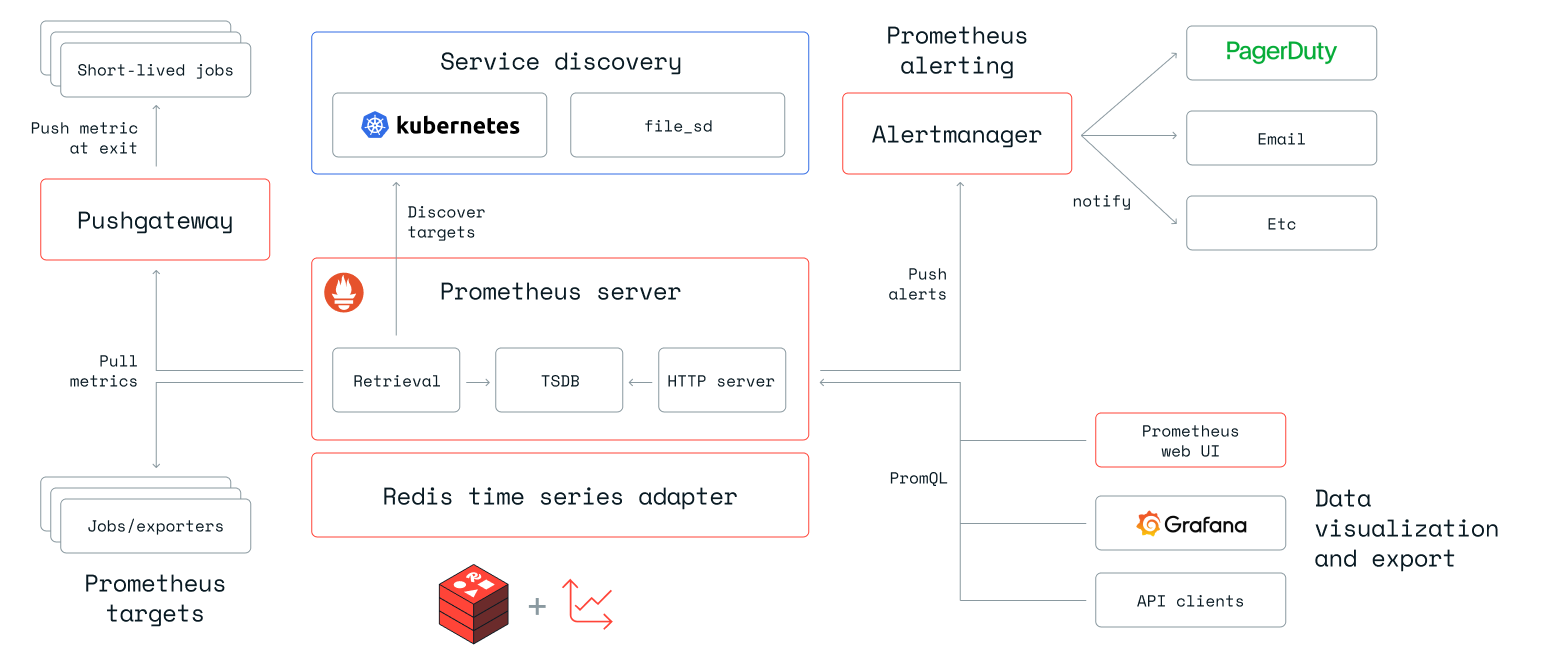 Short-lived jobs
Push metric
at exit
Pushgateway
Pull
metrics
Jobs/exporters
Prometheus
targets
Service discovery
kubernetes
file_sd
Discover
targets
Prometheus server
Retrieval
TSDB
HTTP server
Redis time series adapter
+
Prometheus
alerting
Alertmanager
notify
PagerDuty
Email
Etc
Push
alerts
PromQL
Prometheus
web UI
Grafana
API clients
Data
visualization
and export